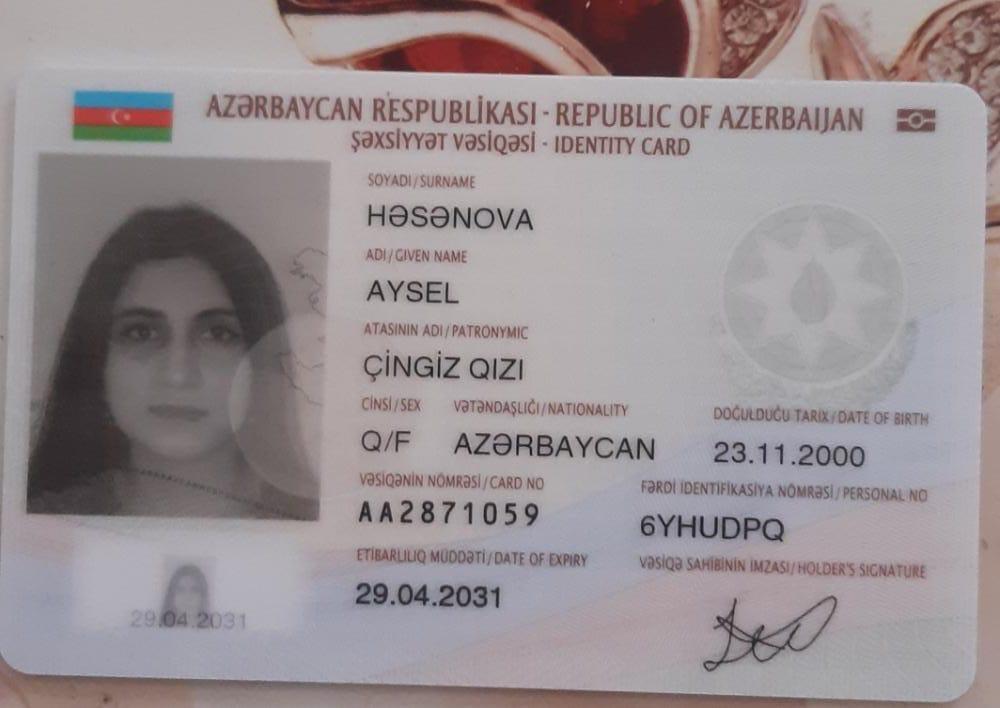 AZƏRBAYCAN RESPUBLİKASI - REPUBLIC OF AZERBAIJAN
ŞƏXSİYYƏT VƏSİQƏSİ - IDENTITY CARD
SOYADI/SURNAME
HƏSƏNOVA
ADI/GIVEN NAME
AYSEL
ATASININ ADI/PATRONYMIC
ÇİNGİZ QIZI
CİNSİ/SEX VƏTƏNDAŞLIĞI/NATIONALITY DOĞULDUĞU TARİX/DATE OF BIRTH
Q/F AZƏRBAYCAN 23.11.2000
VƏSİQƏNİN NÖMRƏSİ/CARD NO FƏRDİ İDENTİFİKASİYA NÖMRƏSİ/PERSONAL NO
AA2871059 6YHUDPQ
ETİBARLILIQ MÜDDƏTİ/DATE OF EXPIRY VƏSİQƏ SAHİBİNİN İMZASI/HOLDER'S SIGNATURE
29.04.2031
29.04.2031